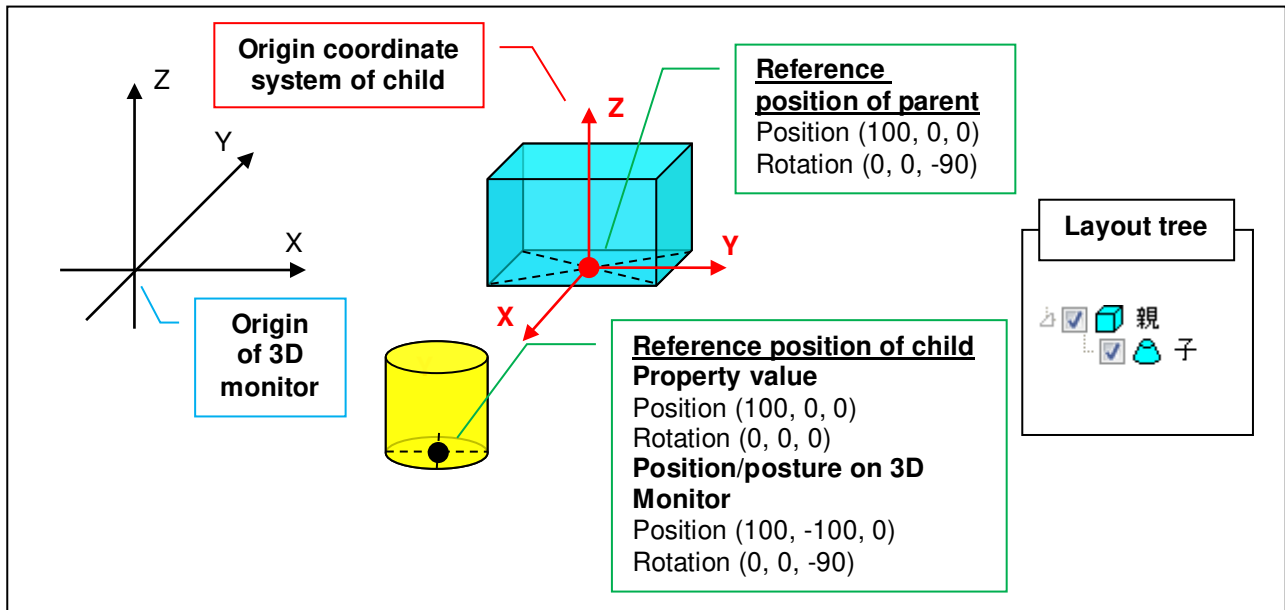 Z
Y
X
Origin of 3D
monitor
Origin coordinate
system of child
Z
Y
X
Reference
position of parent
Position (100, 0, 0)
Rotation (0, 0, -90)
Reference position of child
Property value
Position (100, 0, 0)
Rotation (0, 0, 0)
Position/posture on 3D
Monitor
Position (100, -100, 0)
Rotation (0, 0, -90)
Layout tree
親
子